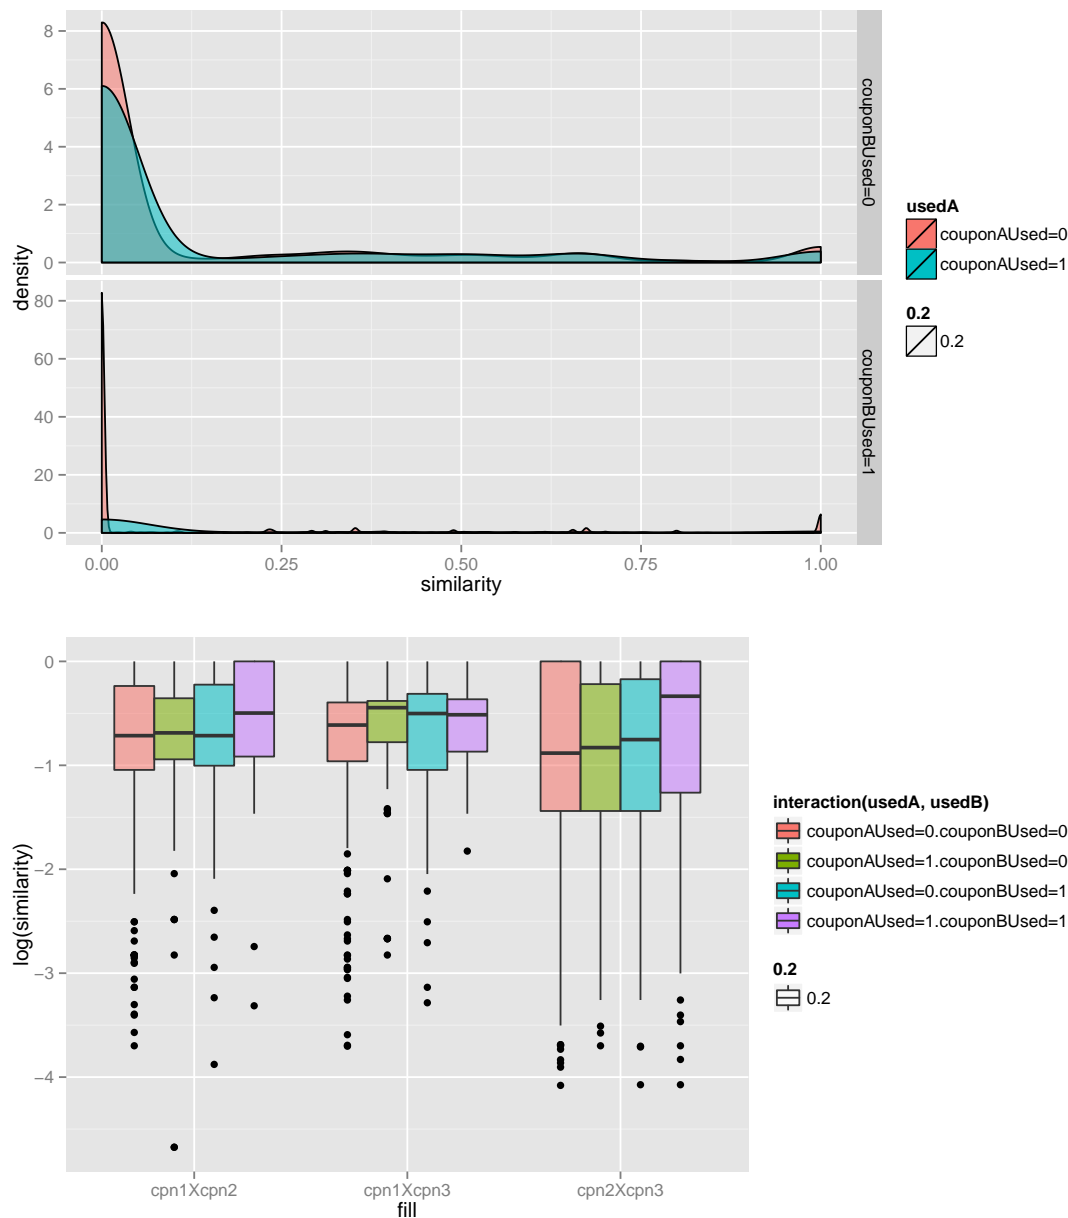 8
6
4
2
0
couponBUsed=0
density
80
60
40
20
0
couponBUsed=1
0.00 0.25 0.50 0.75 1.00
similarity
usedA
couponAUsed=0
couponAUsed=1
0.2
0.2
0
−1
−2
−3
−4
log(similarity)
cpn1Xcpn2 cpn1Xcpn3 cpn2Xcpn3
fill
interaction(usedA, usedB)
couponAUsed=0.couponBUsed=0
couponAUsed=1.couponBUsed=0
couponAUsed=0.couponBUsed=1
couponAUsed=1.couponBUsed=1
0.2
0.2